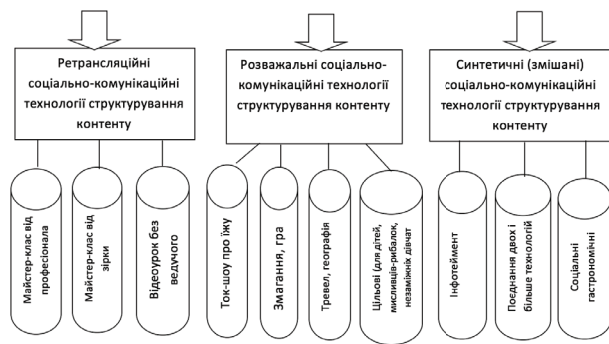 Ретрансляційні
соціально-комунікаційні
технології структурування
контенту
Розважальні соціально-
комунікаційні технології
структурування контенту
Синтетичні (змішані)
соціально-комунікаційні
технології структурування
контенту
Майстер-клас від
професіонала
Майстер-клас від
зірки
Відеоурок без
ведучого
Ток-шоу про їжу
Змагання, гра
Тревел, географія
Цільові (для дітей,
мисливців-рибалок,
незаміжніх дівчат
Інфотеймент
Поєднання двох і
більше технологій
Соціальні
гастрономічні